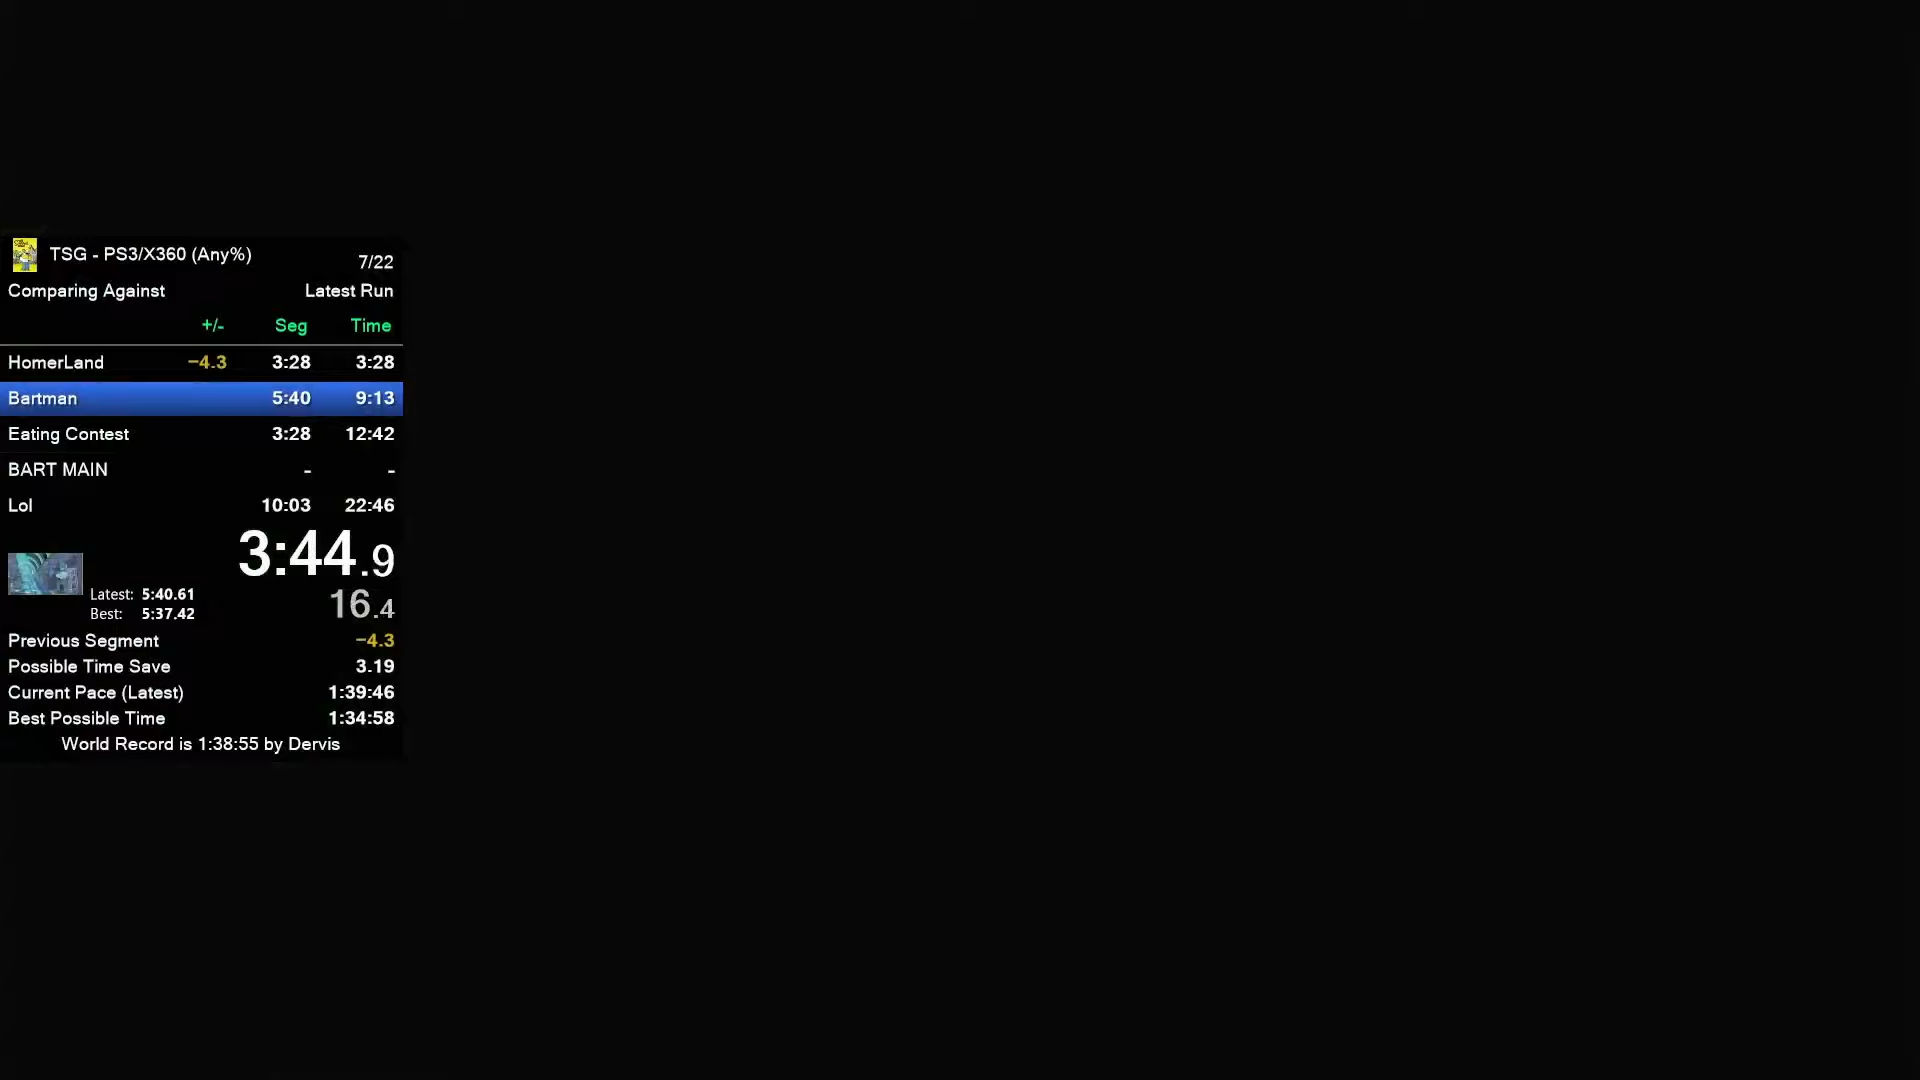 TSG - PS3/X360 (Any%)
7/22
Comparing Against Latest Run
+/- Seg Time
HomerLand −4.3 3:28 3:28
Bartman 5:40 9:13
Eating Contest 3:28 12:42
BART MAIN - -
Lol 10:03 22:46
3:44.9
Latest: 5:40.61
16.4
Best: 5:37.42
Previous Segment −4.3
Possible Time Save 3.19
Current Pace (Latest) 1:39:46
Best Possible Time 1:34:58
World Record is 1:38:55 by Dervis